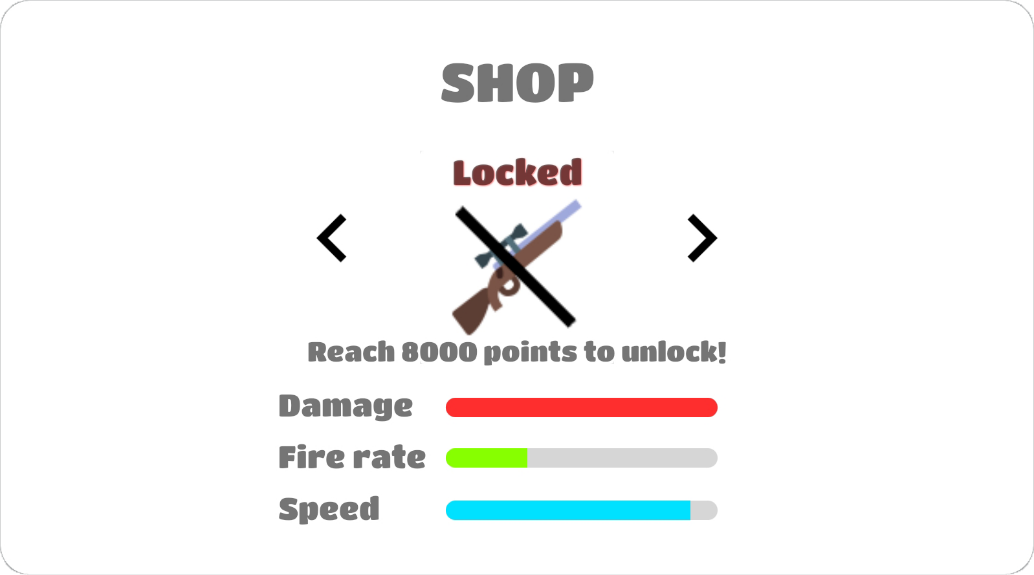 SHOP
Locked
Reach 8000 points to unlock!
Damage
Fire rate
Speed